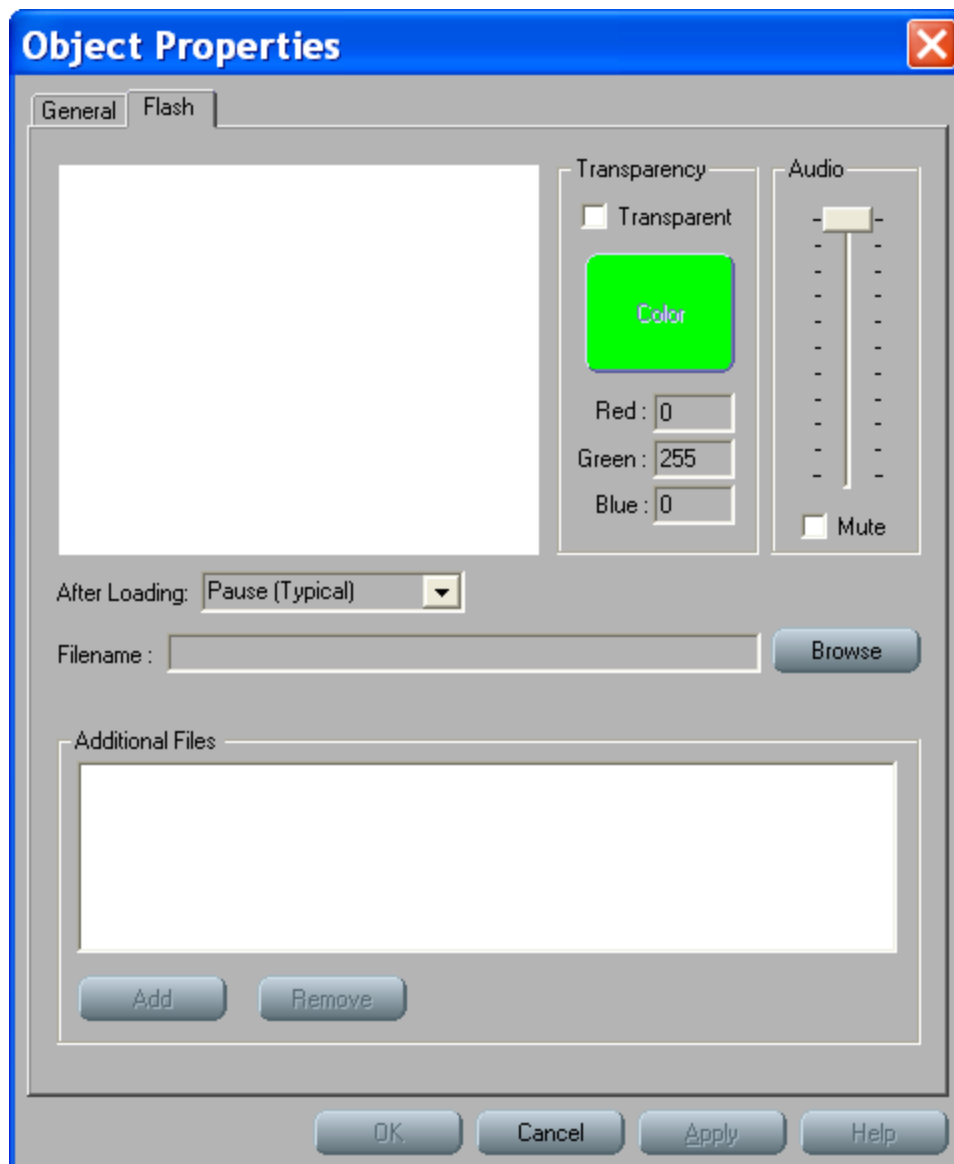 Object Properties
General Flash
Transparency Audio
Transparent
Color
Red : 0
Green : 255
Blue : 0
Mute
After Loading: Pause (Typical)
Filename : Browse
Additional Files
Add Remove
OK Cancel Apply Help